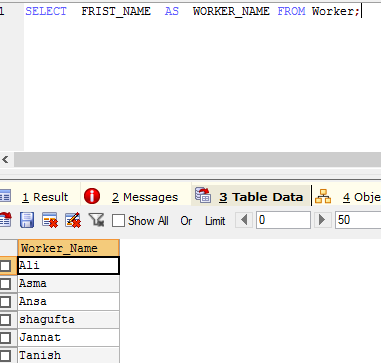 1 SELECT FRIST_NAME AS WORKER_NAME FROM Worker;
1 Result 2 Messages 3 Table Data 4 Obje
Show All Or Limit 0 50
Worker_Name
Ali
Asma
Ansa
shagufta
Jannat
Tanish